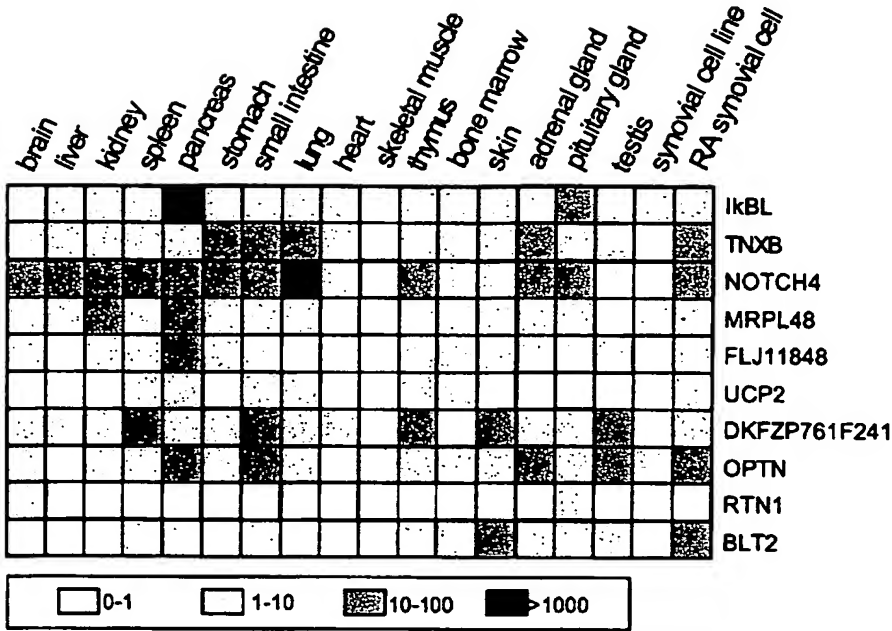 brain
liver
kidney
spleen
pancreas
stomach
small intestine
lung
heart
skeletal muscle
thymus
bone marrow
skin
adrenal gland
pituitary gland
testis
synovial cell line
RA synovial cell
IkBL
TNXB
NOTCH4
MRPL48
FLJ11848
UCP2
DKFZP761F241
OPTN
RTN1
BLT2
0-1 1-10 10-100 >1000